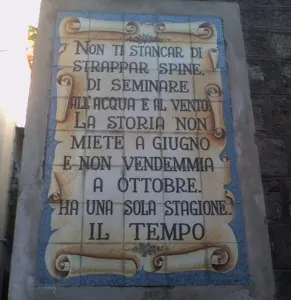 NON TI STANCAR DI
STRAPPAR SPINE,
DI SEMINARE
ALL'ACQUA E AL VENTO.
LA STORIA NON
MIETE A GIUGNO
E NON VENDEMMIA
A OTTOBRE.
HA UNA SOLA STAGIONE.
IL TEMPO